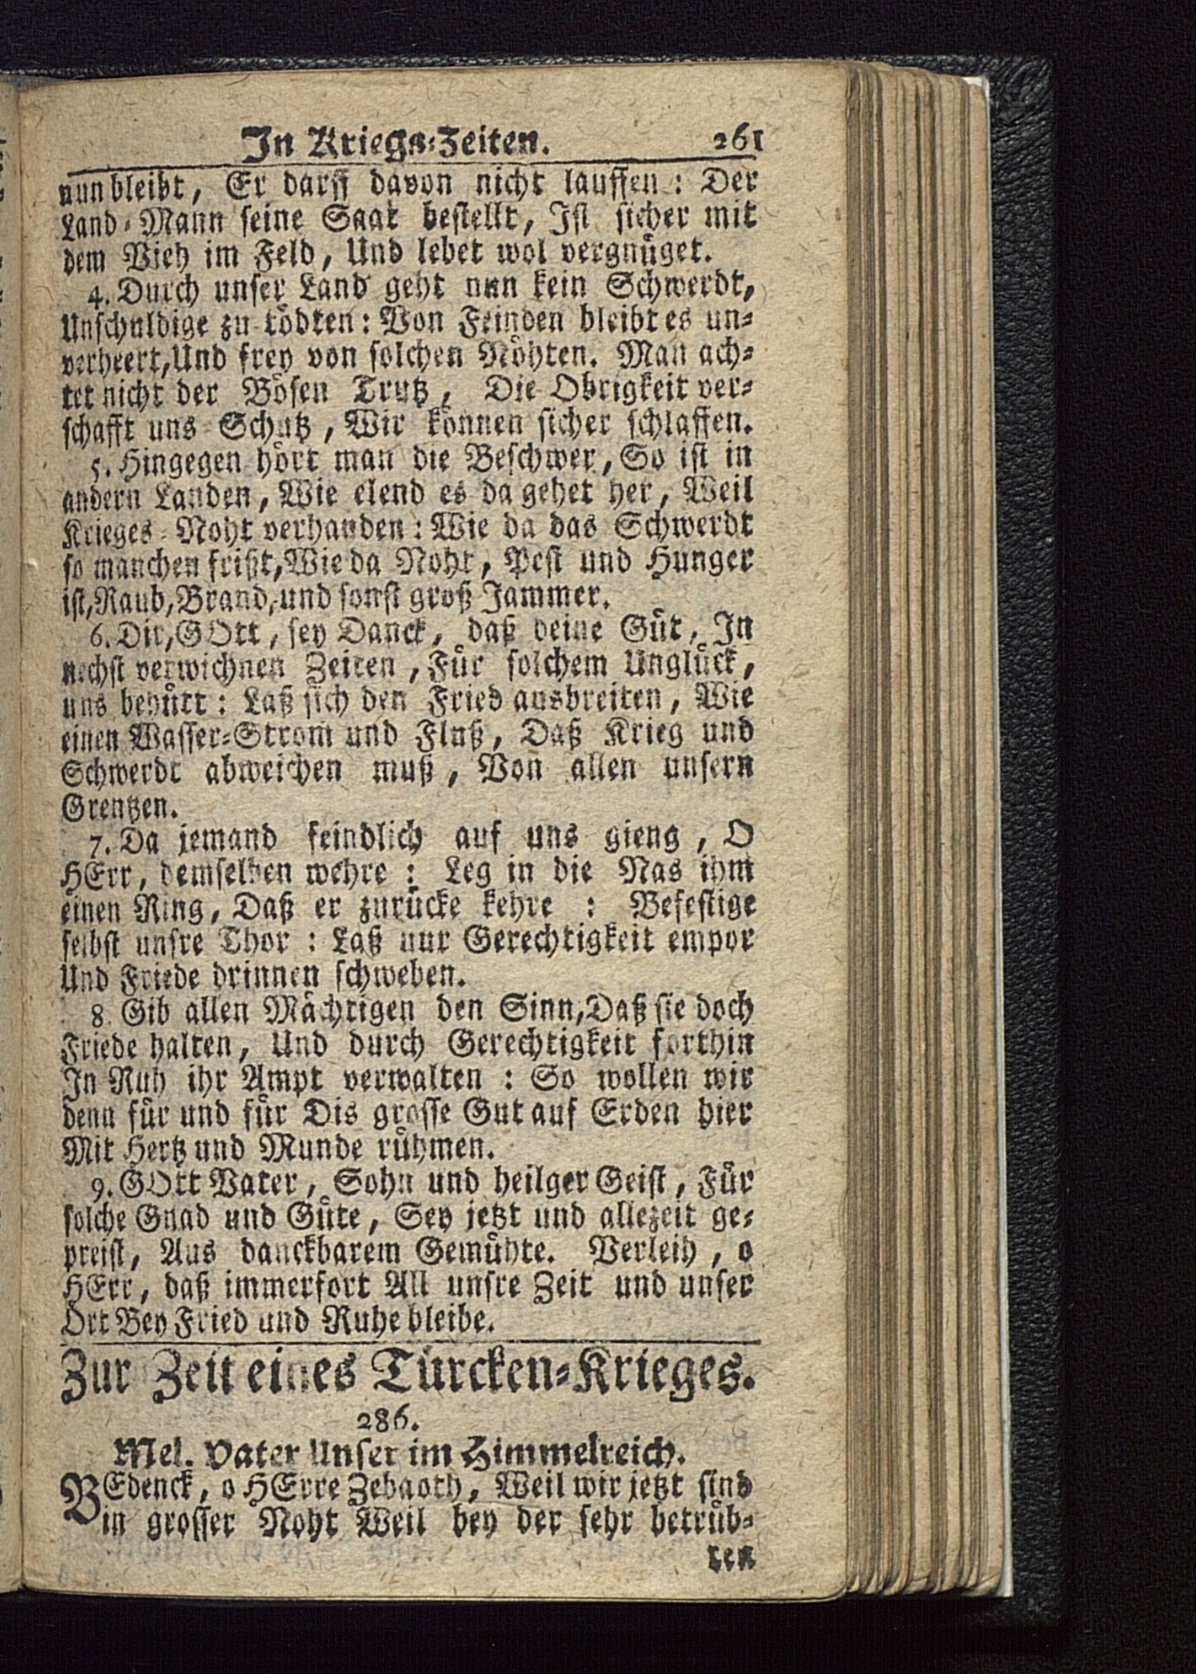 In Kriegs-Zeiten. 261
nun bleibt, Er darff davon nicht lauffen: Der
Land-Mann seine Saat bestellt, Ist sicher mit
dem Vieh im Feld, Und lebet wol vergnüget.
4. Durch unser Land geht nun kein Schwerdt,
Unschuldige zu tödten: Von Feinden bleibt es un-
verheert, Und frey von solchen Nöhten. Man ach-
tet nicht der Bösen Trutz, Die Obrigkeit ver-
schafft uns Schutz, Wir können sicher schlaffen.
5. Hingegen hört man die Beschwer, So ist in
andern Landen, Wie elend es da gehet her, Weil
Krieges-Noht verhanden: Wie da das Schwerdt
so manchen frißt, Wie da Noht, Pest und Hunger
ist, Raub, Brand, und sonst groß Jammer.
6. Dir, GOtt, sey Danck, daß deine Güt, In
nechst verwichnen Zeiten, Für solchem Unglück,
uns behütt: Laß sich den Fried ausbreiten, Wie
einen Wasser-Strom und Fluß, Daß Krieg und
Schwerdt abweichen muß, Von allen unsern
Grentzen.
7. Da jemand feindlich auf uns gieng, O
HErr, demselben wehre: Leg in die Nas ihm
einen Ring, Daß er zurücke kehre: Befestige
selbst unsre Thor: Laß nur Gerechtigkeit empor
Und Friede drinnen schweben.
8 Gib allen Mächtigen den Sinn, Daß sie doch
Friede halten, Und durch Gerechtigkeit forthin
In Ruh ihr Ampt verwalten: So wollen wir
denn für und für Dis grosse Gut auf Erden hier
Mit Hertz und Munde rühmen.
9. GOtt Vater, Sohn und heilger Geist, Für
solche Gnad und Güte, Sey jetzt und allezeit ge-
preist, Aus danckbarem Gemühte. Verleih, o
HErr, daß immerfort All unsre Zeit und unser
Ort Bey Fried und Ruhe bleibe.
Zur Zeit eines Türcken-Krieges.
286.
Mel. Vater Unser im Himmelreich.
BEdenck, o HErre Zebaoth, Weil wir jetzt sind
in grosser Noht Weil bey der sehr betrüb-
ten